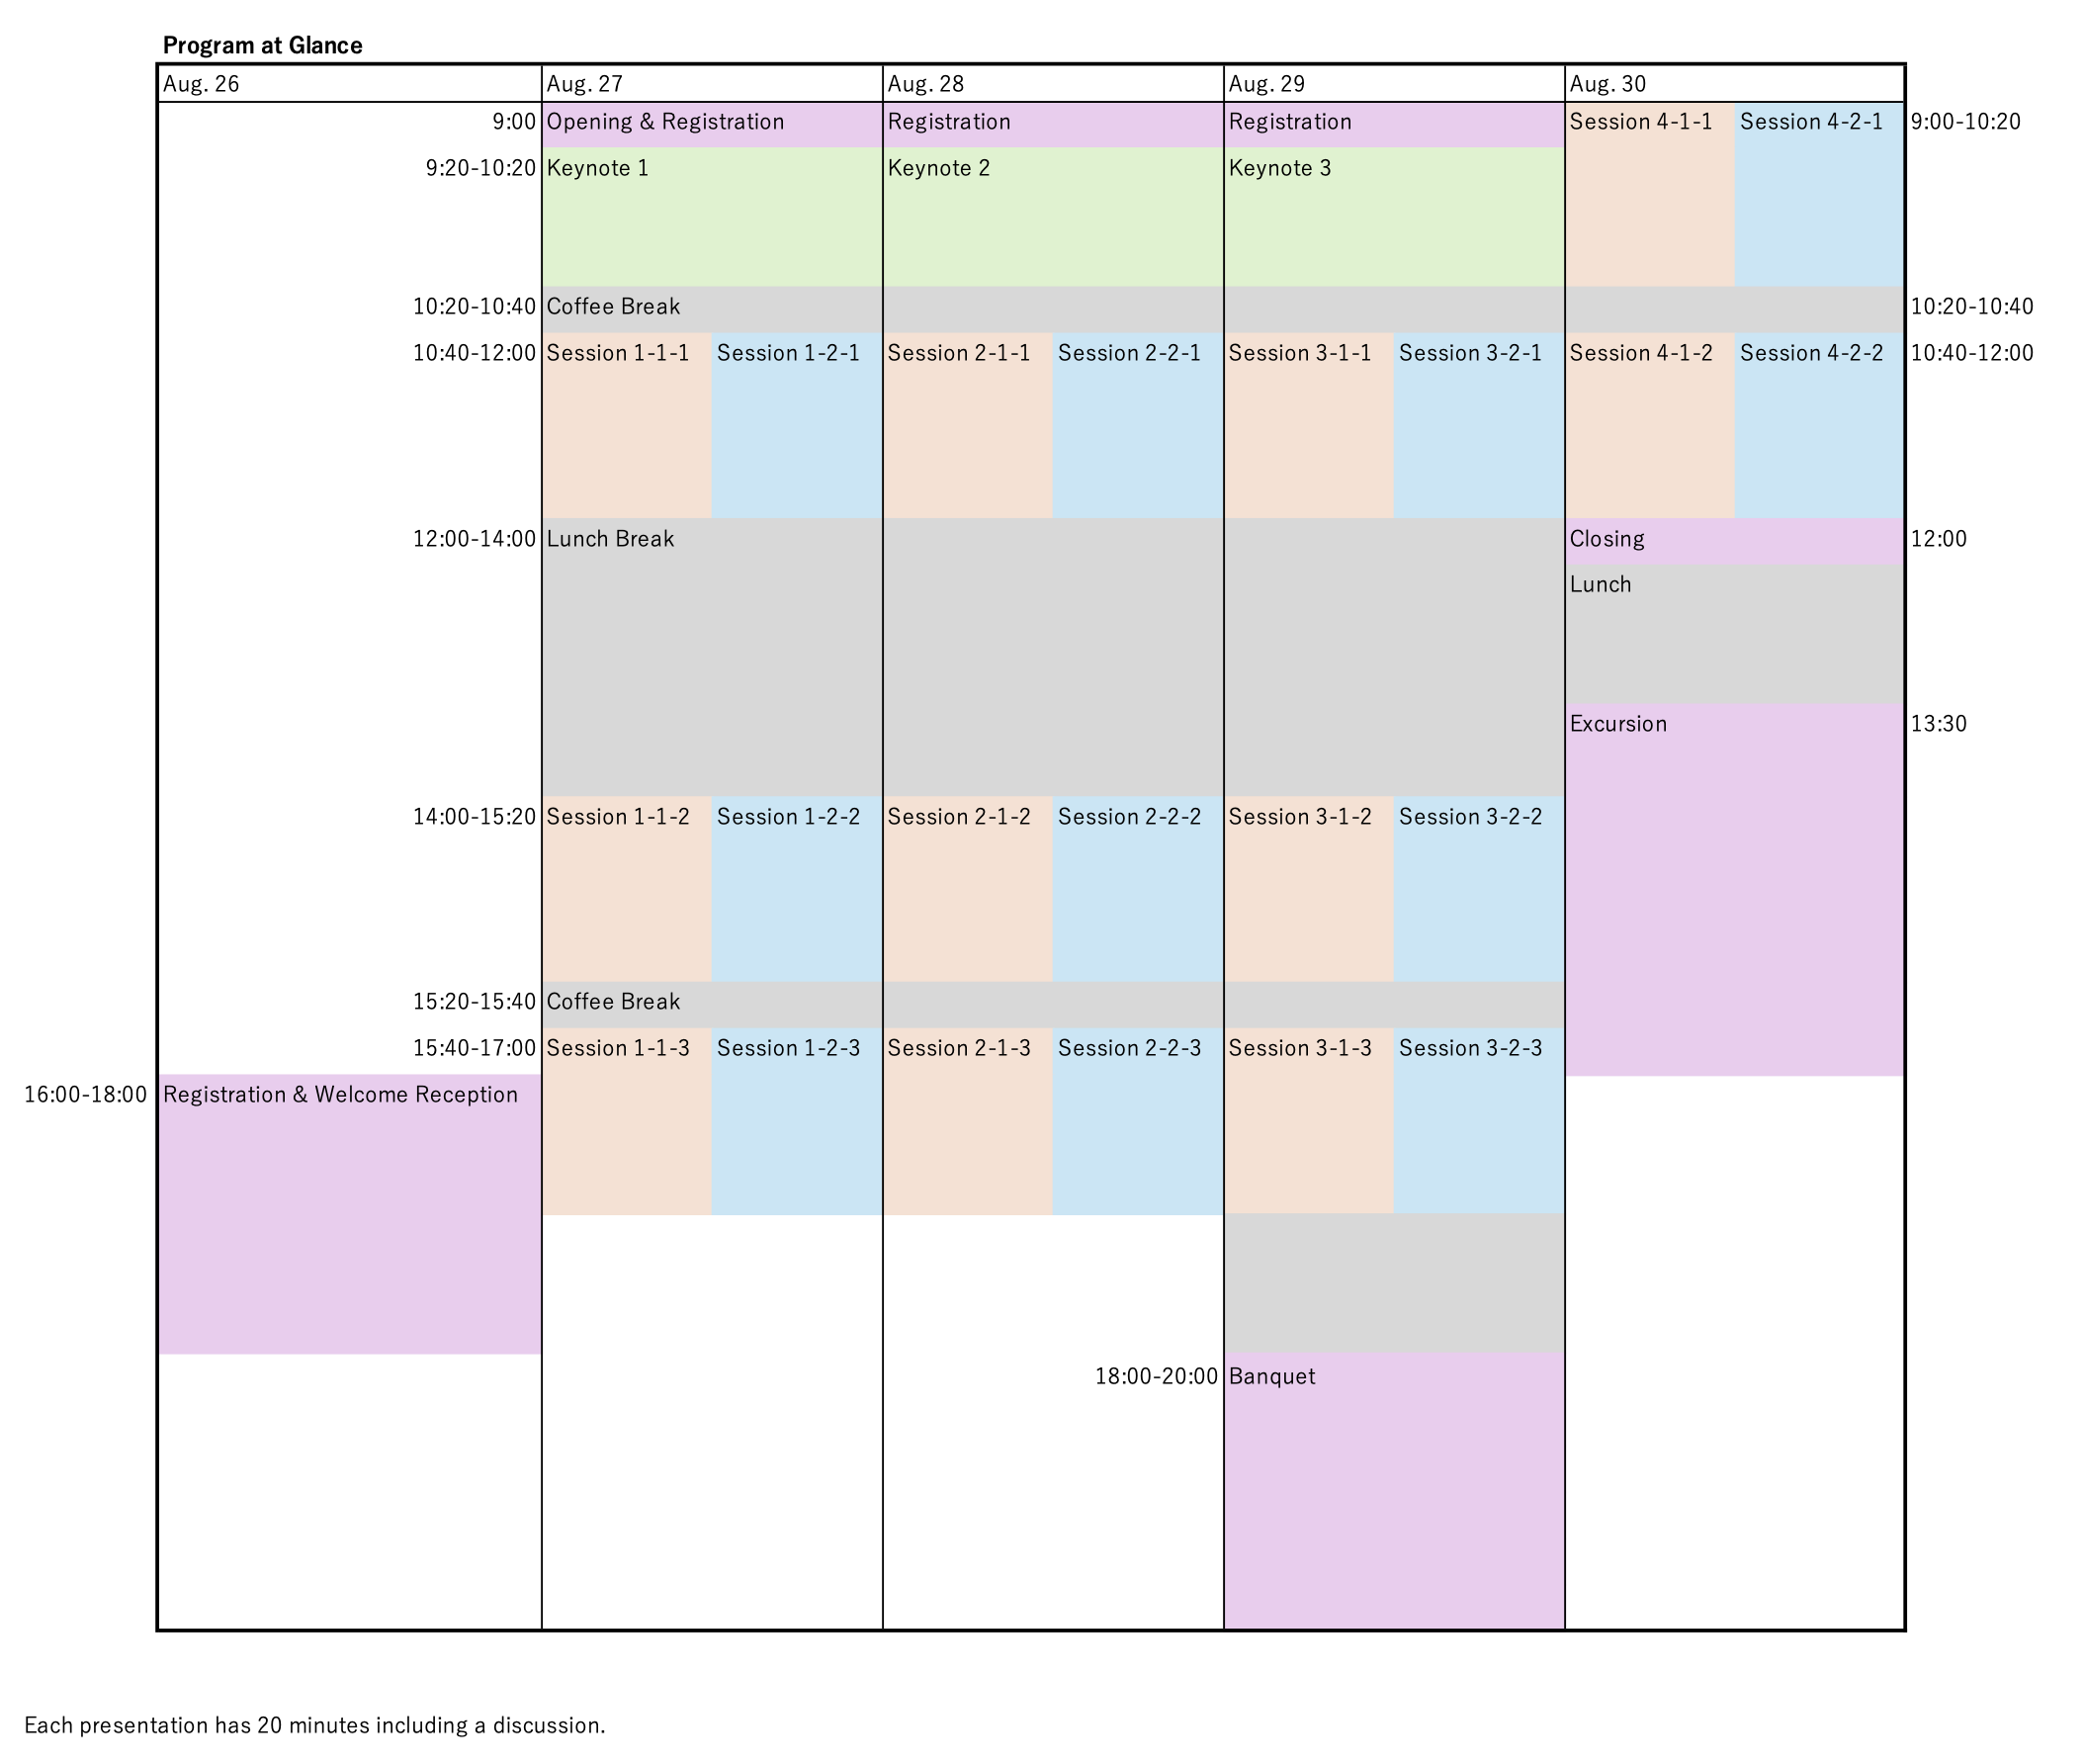 Program at Glance
Aug. 26 Aug. 27 Aug. 28 Aug. 29 Aug. 30
9:00 Opening & Registration Registration Registration Session 4-1-1 Session 4-2-1 9:00-10:20
9:20-10:20 Keynote 1 Keynote 2 Keynote 3
10:20-10:40 Coffee Break 10:20-10:40
10:40-12:00 Session 1-1-1 Session 1-2-1 Session 2-1-1 Session 2-2-1 Session 3-1-1 Session 3-2-1 Session 4-1-2 Session 4-2-2 10:40-12:00
12:00-14:00 Lunch Break Closing 12:00
Lunch
Excursion 13:30
14:00-15:20 Session 1-1-2 Session 1-2-2 Session 2-1-2 Session 2-2-2 Session 3-1-2 Session 3-2-2
15:20-15:40 Coffee Break
15:40-17:00 Session 1-1-3 Session 1-2-3 Session 2-1-3 Session 2-2-3 Session 3-1-3 Session 3-2-3
16:00-18:00 Registration & Welcome Reception
18:00-20:00 Banquet
Each presentation has 20 minutes including a discussion.